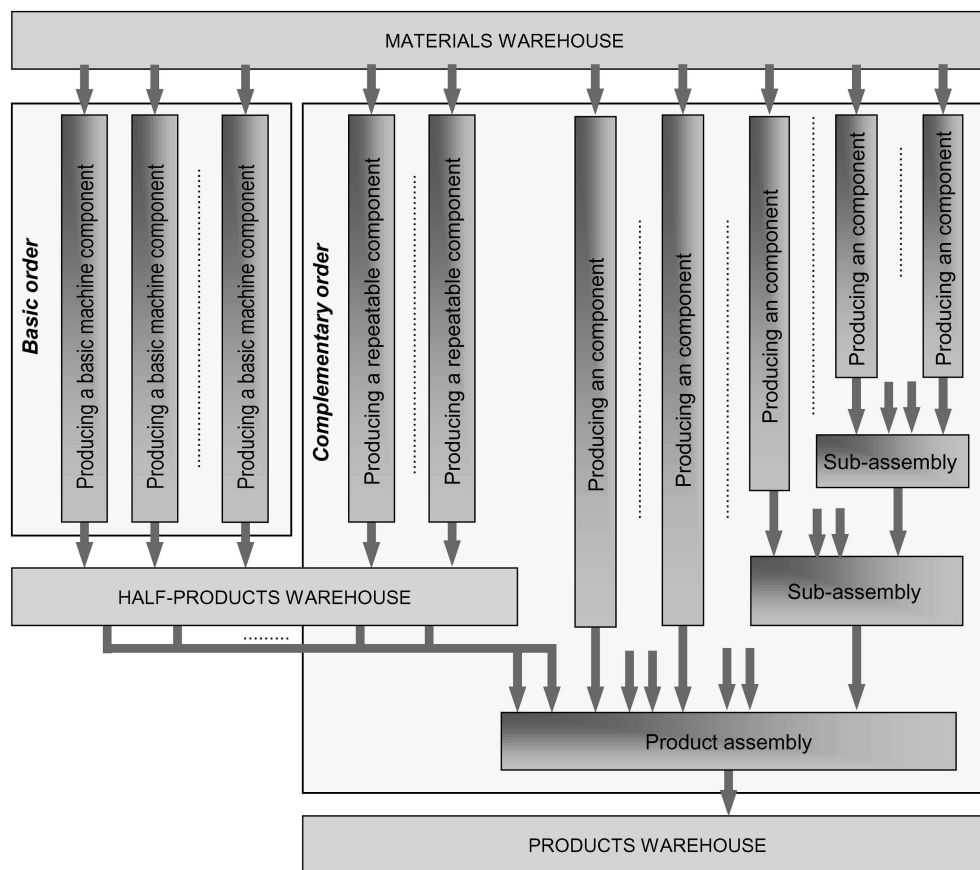 MATERIALS WAREHOUSE
Basic order
Producing a basic machine component
Producing a basic machine component
Producing a basic machine component
Complementary order
Producing a repeatable component
Producing a repeatable component
Producing an component
Producing an component
Producing an component
Producing an component
Producing an component
Sub-assembly
Sub-assembly
HALF-PRODUCTS WAREHOUSE
Product assembly
PRODUCTS WAREHOUSE